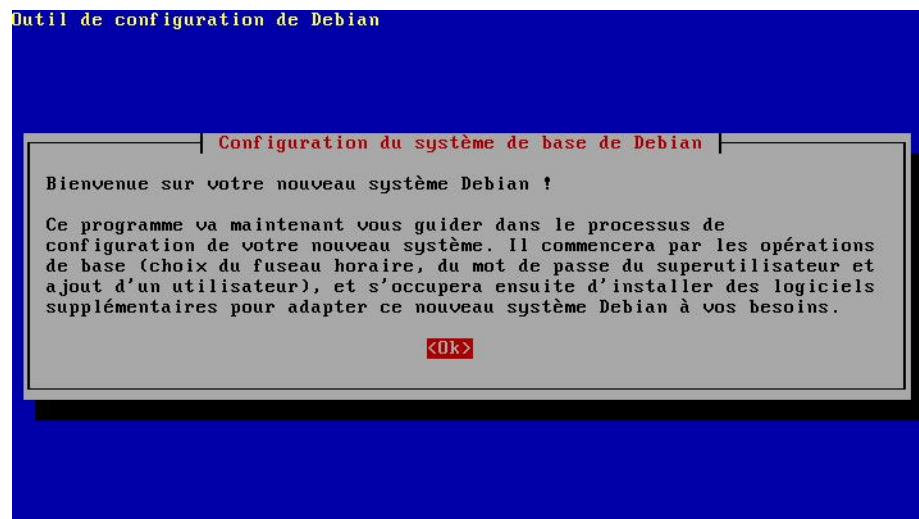 Outil de configuration de Debian
Configuration du système de base de Debian
Bienvenue sur votre nouveau système Debian !
Ce programme va maintenant vous guider dans le processus de
configuration de votre nouveau système. Il commencera par les opérations
de base (choix du fuseau horaire, du mot de passe du superutilisateur et
ajout d'un utilisateur), et s'occupera ensuite d'installer des logiciels
supplémentaires pour adapter ce nouveau système Debian à vos besoins.
<Ok>